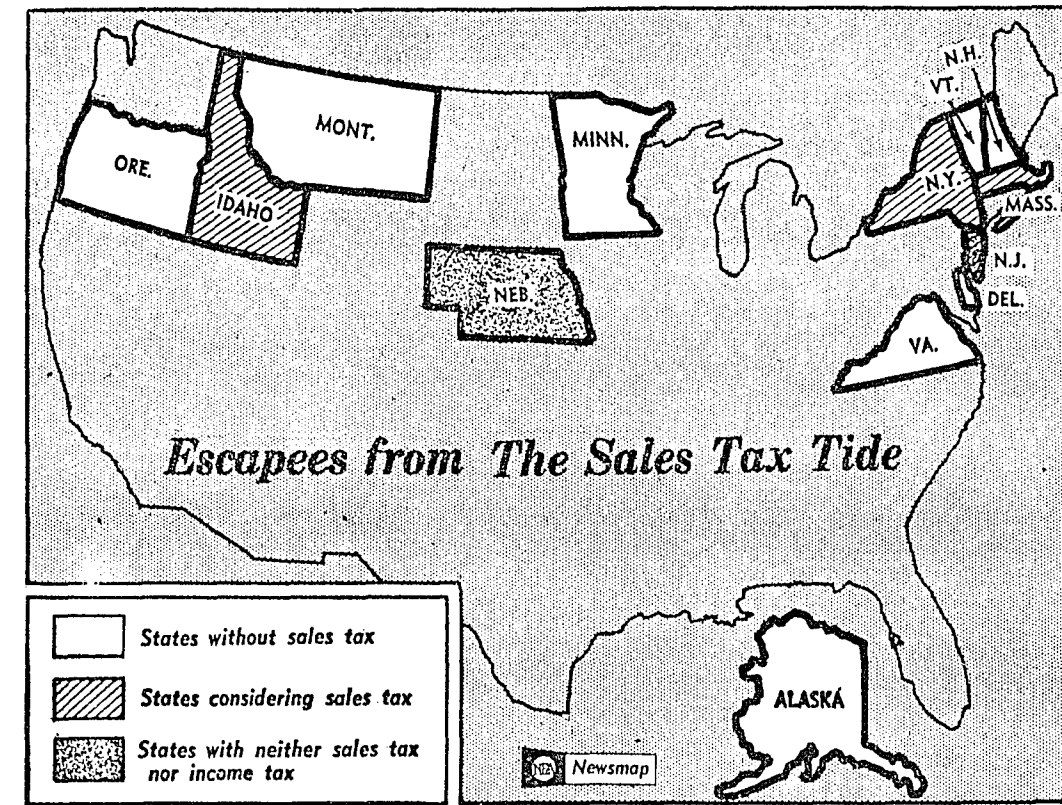 N.H.
VT.
MONT.
MINN.
ORE.
N.Y.
IDAHO
MASS.
N.J.
NEB.
DEL.
VA.
Escapees from The Sales Tax Tide
States without sales tax
States considering sales tax
States with neither sales tax
nor income tax
ALASKA
NEA Newsmap